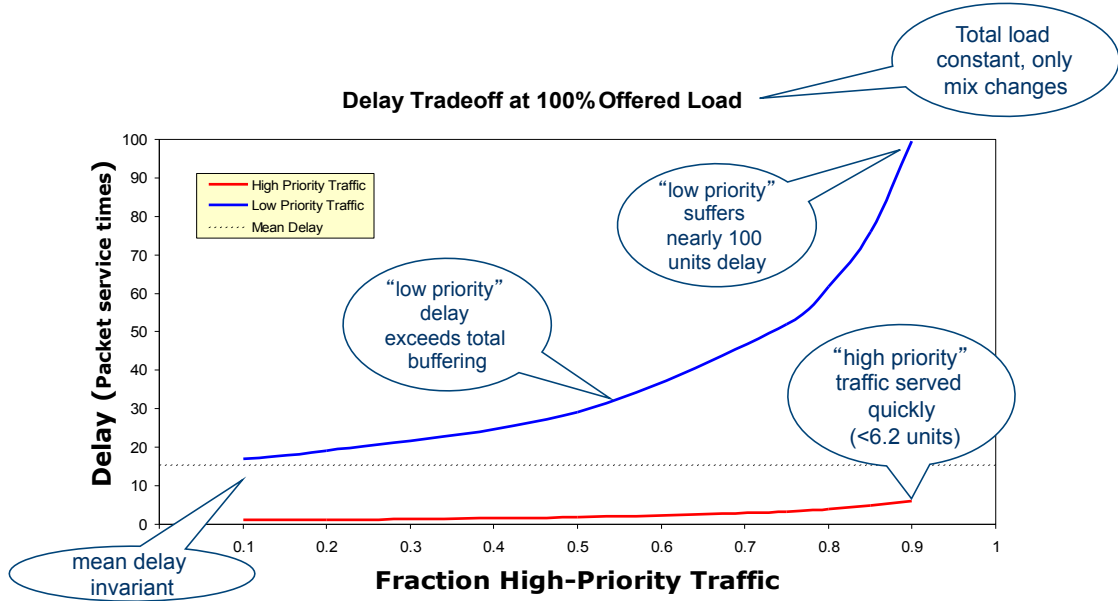 Total load
constant, only
mix changes
Delay Tradeoff at 100% Offered Load
Delay (Packet service times)
100
90
80
70
60
50
40
30
20
10
0
High Priority Traffic
Low Priority Traffic
Mean Delay
“low priority”
suffers
nearly 100
units delay
“low priority”
delay
exceeds total
buffering
“high priority”
traffic served
quickly
(<6.2 units)
0.1 0.2 0.3 0.4 0.5 0.6 0.7 0.8 0.9 1
mean delay
invariant
Fraction High-Priority Traffic